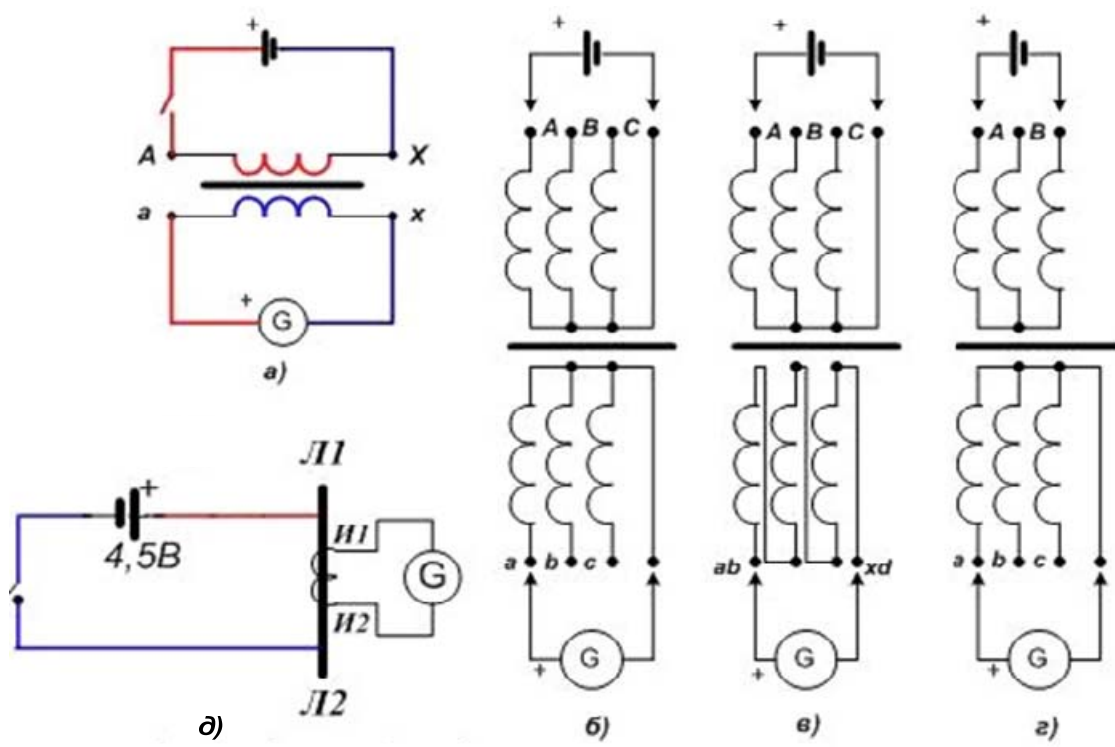 +
A X
a x
+ G
а)
Л1
+
4,5В
И1
G
И2
Л2
д)
+
A B C
a b c
+ G
б)
+
A B C
ab xd
+ G
в)
+
A B
a b c
+ G
г)